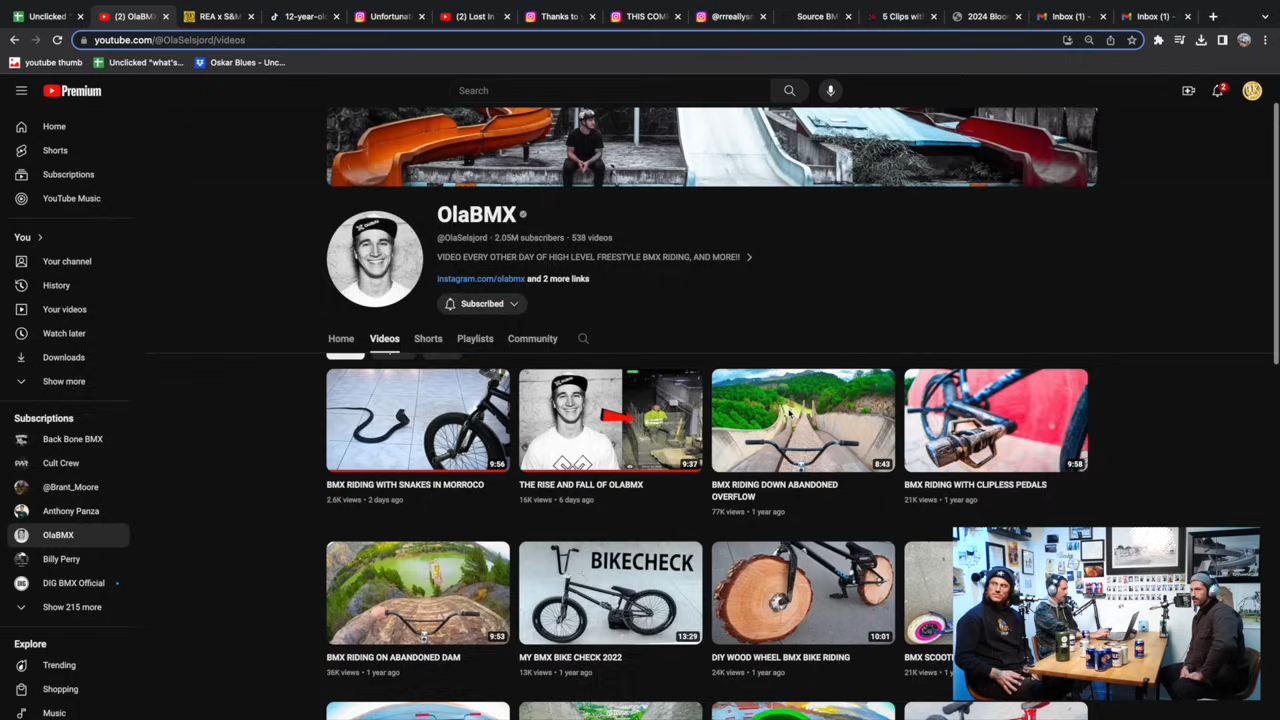 Unclicked
(2) OlaBMX
REA x S&M
12-year-ol
Unfortunat
(2) Lost In
Thanks to y
THIS COM
@rrreallys
Source BM
5 Clips with
2024 Bloo
Inbox (1) -
Inbox (1) -
youtube.com/@OlaSelsjord/videos
youtube thumb
Unclicked "what's...
Oskar Blues - Unc...
Premium
Search
2
Home
Shorts
Subscriptions
YouTube Music
You
Your channel
History
Your videos
Watch later
Downloads
Show more
Subscriptions
Back Bone BMX
Cult Crew
@Brant_Moore
Anthony Panza
OlaBMX
Billy Perry
DIG BMX Official
Show 215 more
Explore
Trending
Shopping
Music
OlaBMX
@OlaSelsjord · 2.05M subscribers · 538 videos
VIDEO EVERY OTHER DAY OF HIGH LEVEL FREESTYLE BMX RIDING, AND MORE!!
instagram.com/olabmx and 2 more links
Subscribed
Home
Videos
Shorts
Playlists
Community
9:56
BMX RIDING WITH SNAKES IN MORROCO
2.6K views · 2 days ago
9:37
THE RISE AND FALL OF OLABMX
16K views · 6 days ago
8:43
BMX RIDING DOWN ABANDONED
OVERFLOW
77K views · 1 year ago
9:58
BMX RIDING WITH CLIPLESS PEDALS
21K views · 1 year ago
9:53
BMX RIDING ON ABANDONED DAM
36K views · 1 year ago
BIKECHECK
13:29
MY BMX BIKE CHECK 2022
13K views · 1 year ago
10:01
DIY WOOD WHEEL BMX BIKE RIDING
24K views · 1 year ago
BMX SCOOT
21K views